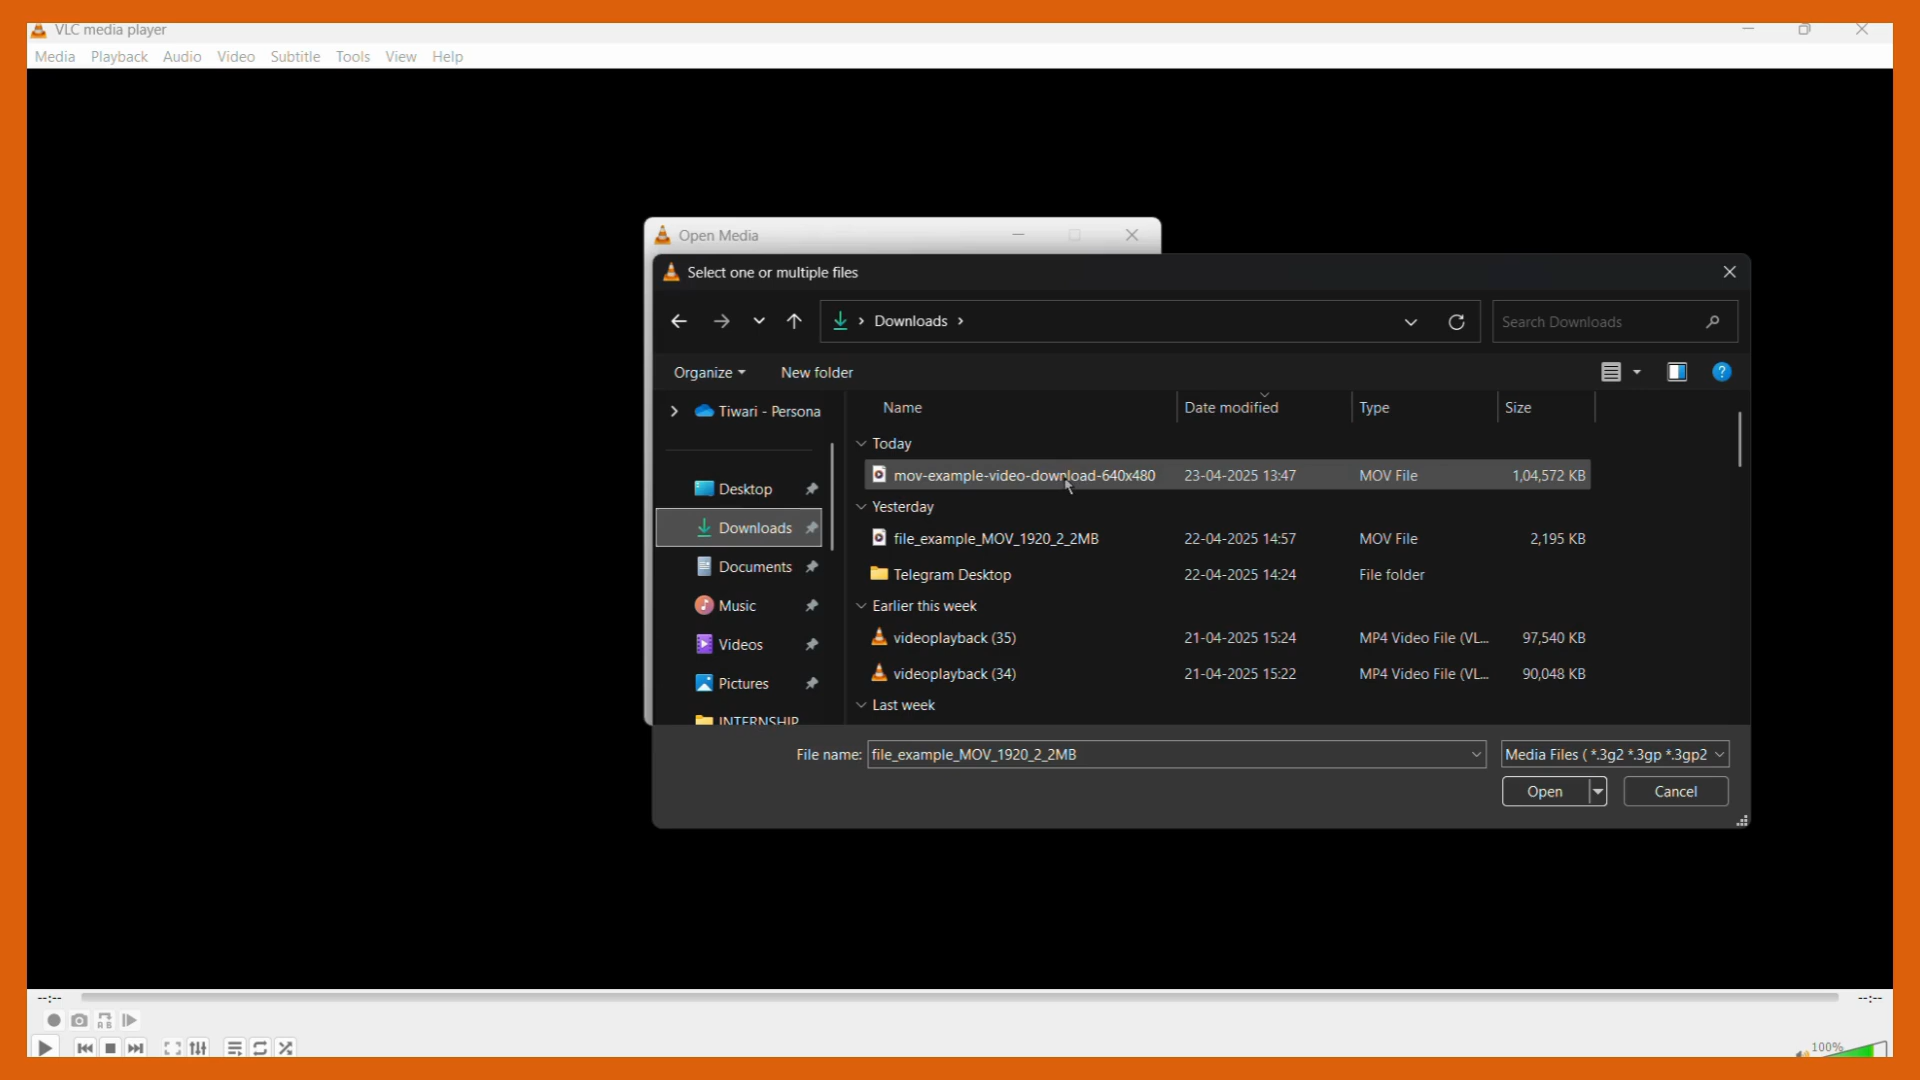 VLC media player
Media Playback Audio Video Subtitle Tools View Help
Open Media
Select one or multiple files
Downloads
Search Downloads
Organize New folder
Tiwari - Persona
Name Date modified Type Size
Today
mov-example-video-download-640x480 23-04-2025 13:47 MOV File 1,04,572 KB
Yesterday
Desktop
file_example_MOV_1920_2_2MB 22-04-2025 14:57 MOV File 2,195 KB
Downloads
Telegram Desktop 22-04-2025 14:24 File folder
Documents
Earlier this week
Music
videoplayback (35) 21-04-2025 15:24 MP4 Video File (VL... 97,540 KB
Videos
videoplayback (34) 21-04-2025 15:22 MP4 Video File (VL... 90,048 KB
Pictures
Last week
INTERNSHIP
File name: file_example_MOV_1920_2_2MB Media Files ( *.3g2 *.3gp *.3gp2
Open Cancel
--:-- --:--
100%